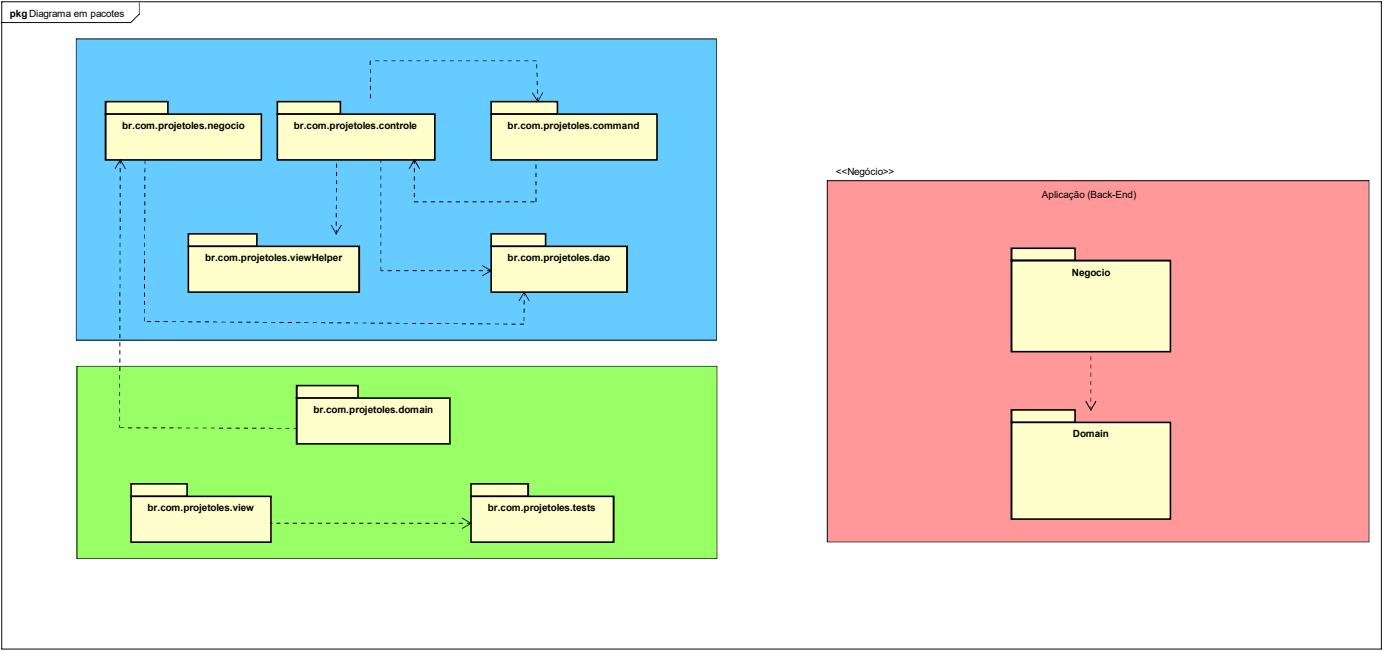 pkg Diagrama em pacotes
br.com.projetoles.negocio
br.com.projetoles.controle
br.com.projetoles.command
br.com.projetoles.viewHelper
br.com.projetoles.dao
br.com.projetoles.domain
br.com.projetoles.view
br.com.projetoles.tests
<<Negócio>>
Aplicação (Back-End)
Negocio
Domain